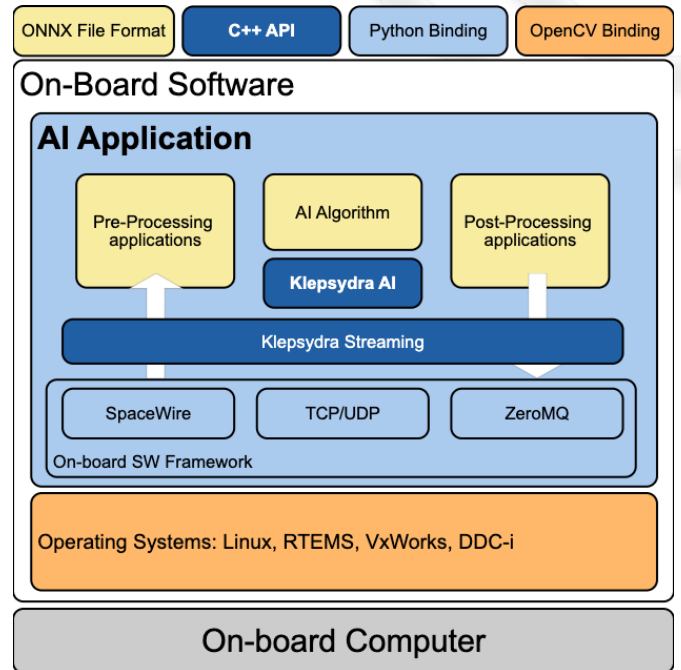 ONNX File Format
C++ API
Python Binding
OpenCV Binding
On-Board Software
AI Application
Pre-Processing
applications
AI Algorithm
Post-Processing
applications
Klepsydra AI
Klepsydra Streaming
SpaceWire
TCP/UDP
ZeroMQ
On-board SW Framework
Operating Systems: Linux, RTEMS, VxWorks, DDC-i
On-board Computer